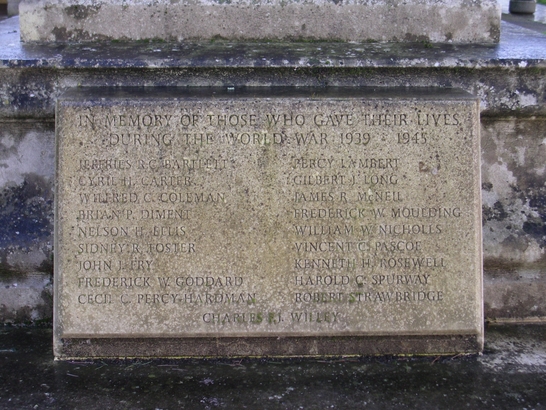 IN MEMORY OF THOSE WHO GAVE THEIR LIVES
DURING THE WORLD WAR 1939 - 1945
JEFERIES R.C. BARTLETT
CYRIL H. CARTER
WILFRED C. COLEMAN
BRIAN P. DIMENT
NELSON H. ELLIS
SIDNEY R. FOSTER
JOHN J. FRY
FREDERICK W. GODDARD
CECIL C. PERCY-HARDMAN
PERCY LAMBERT
GILBERT J. LONG
JAMES R. McNEIL
FREDERICK W. MOULDING
WILLIAM W. NICHOLLS
VINCENT C. PASCOE
KENNETH H. ROSEWELL
HAROLD C. SPURWAY
ROBERT STRAWBRIDGE
CHARLES F.J. WILLEY